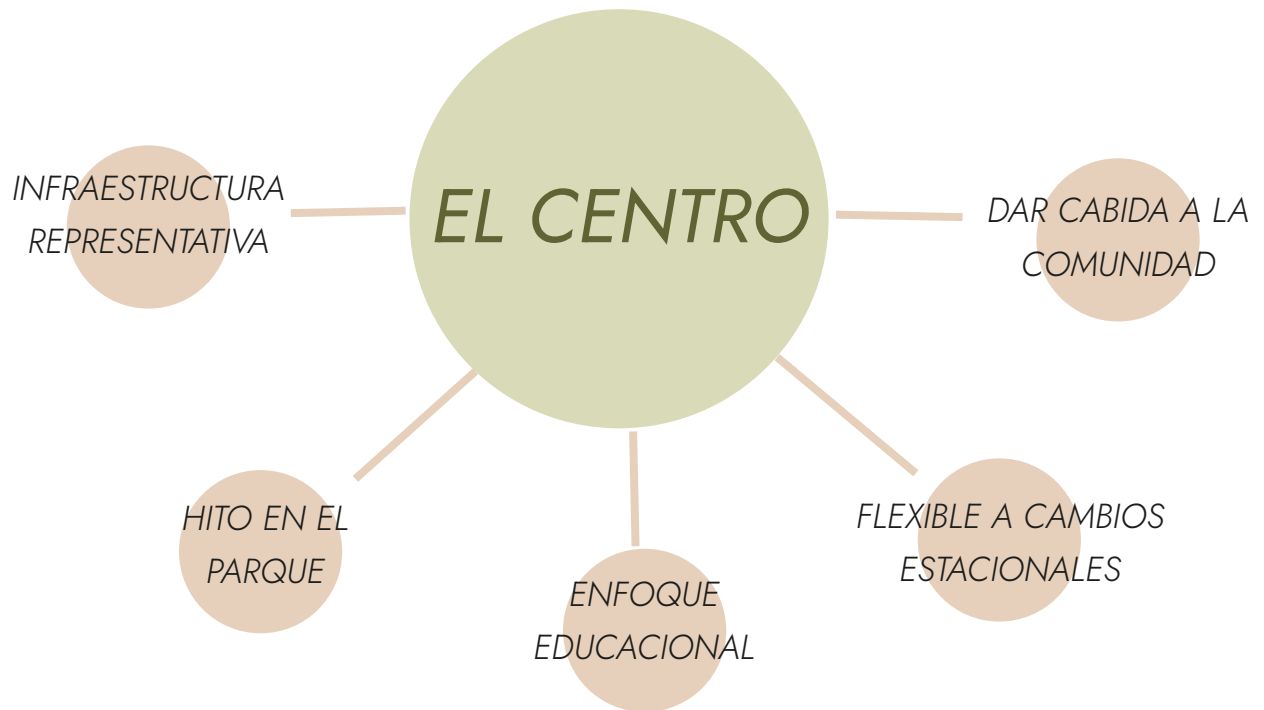 EL CENTRO
INFRAESTRUCTURA
REPRESENTATIVA
DAR CABIDA A LA
COMUNIDAD
HITO EN EL
PARQUE
ENFOQUE
EDUCACIONAL
FLEXIBLE A CAMBIOS
ESTACIONALES